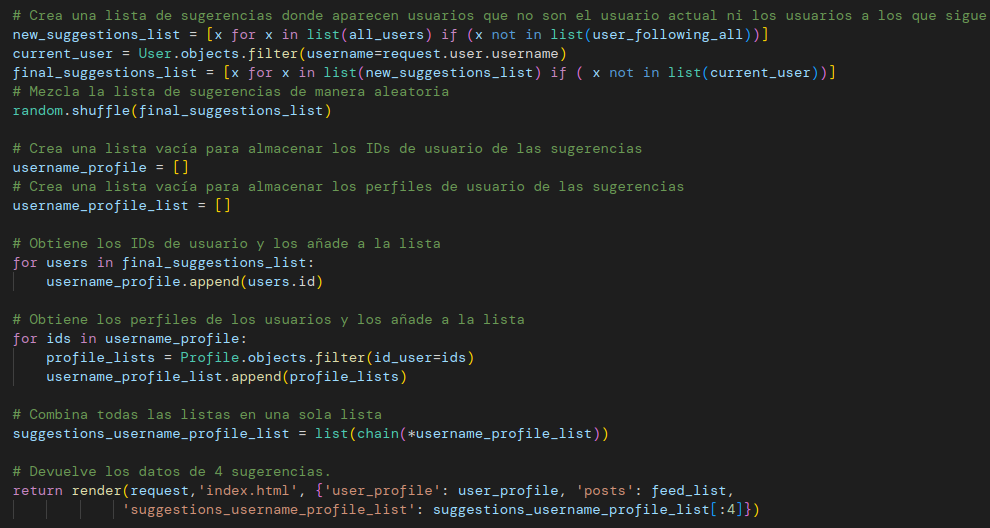 # Crea una lista de sugerencias donde aparecen usuarios que no son el usuario actual ni los usuarios a los que sigue
new_suggestions_list = [x for x in list(all_users) if (x not in list(user_following_all))]
current_user = User.objects.filter(username=request.user.username)
final_suggestions_list = [x for x in list(new_suggestions_list) if ( x not in list(current_user))]
# Mezcla la lista de sugerencias de manera aleatoria
random.shuffle(final_suggestions_list)

# Crea una lista vacía para almacenar los IDs de usuario de las sugerencias
username_profile = []
# Crea una lista vacía para almacenar los perfiles de usuario de las sugerencias
username_profile_list = []

# Obtiene los IDs de usuario y los añade a la lista
for users in final_suggestions_list:
    username_profile.append(users.id)

# Obtiene los perfiles de los usuarios y los añade a la lista
for ids in username_profile:
    profile_lists = Profile.objects.filter(id_user=ids)
    username_profile_list.append(profile_lists)

# Combina todas las listas en una sola lista
suggestions_username_profile_list = list(chain(*username_profile_list))

# Devuelve los datos de 4 sugerencias.
return render(request,'index.html', {'user_profile': user_profile, 'posts': feed_list,
             'suggestions_username_profile_list': suggestions_username_profile_list[:4]})